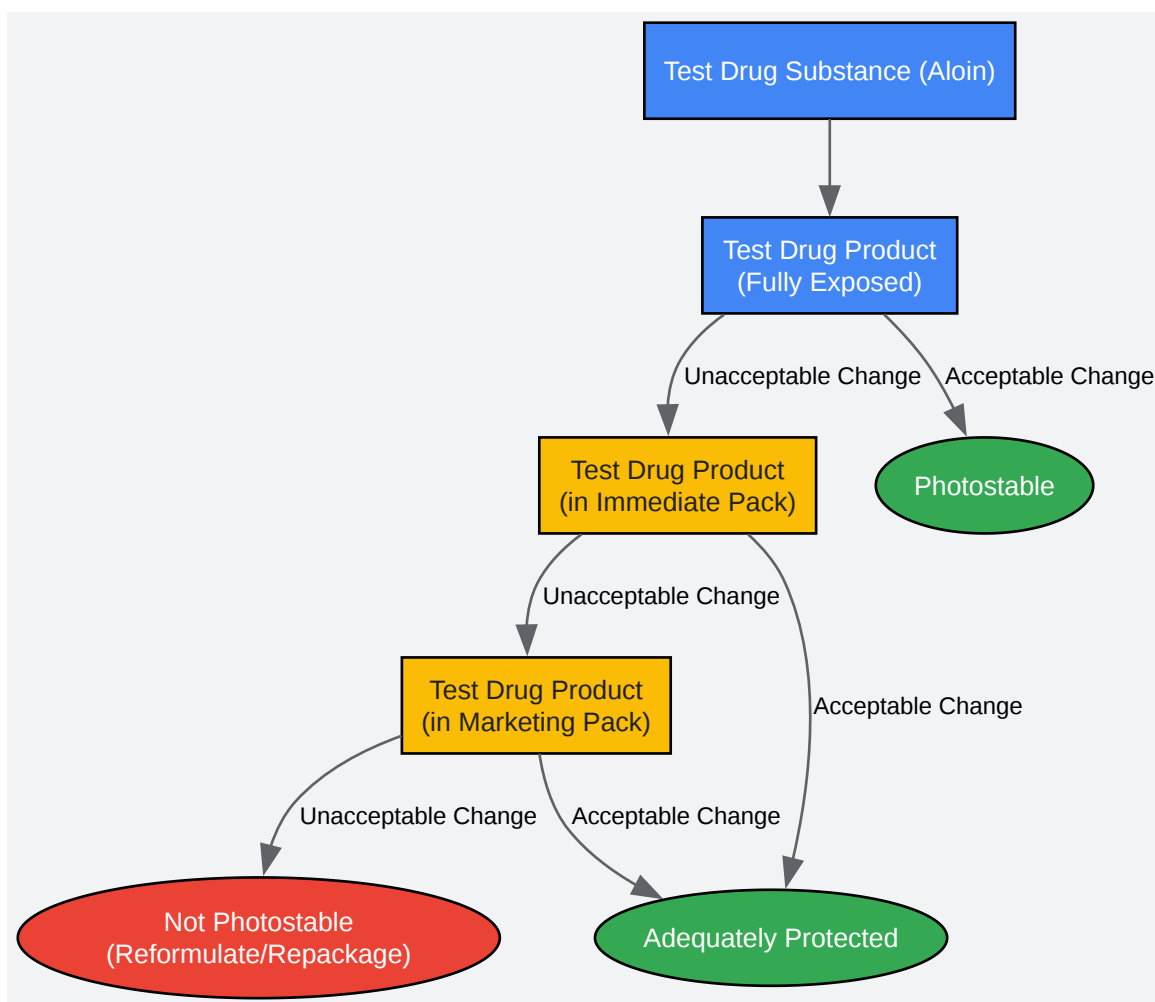 Test Drug Substance (Aloin)
Test Drug Product
(Fully Exposed)
Unacceptable Change
Acceptable Change
Test Drug Product
(in Immediate Pack)
Photostable
Unacceptable Change
Test Drug Product
(in Marketing Pack)
Acceptable Change
Unacceptable Change
Acceptable Change
Not Photostable
(Reformulate/Repackage)
Adequately Protected